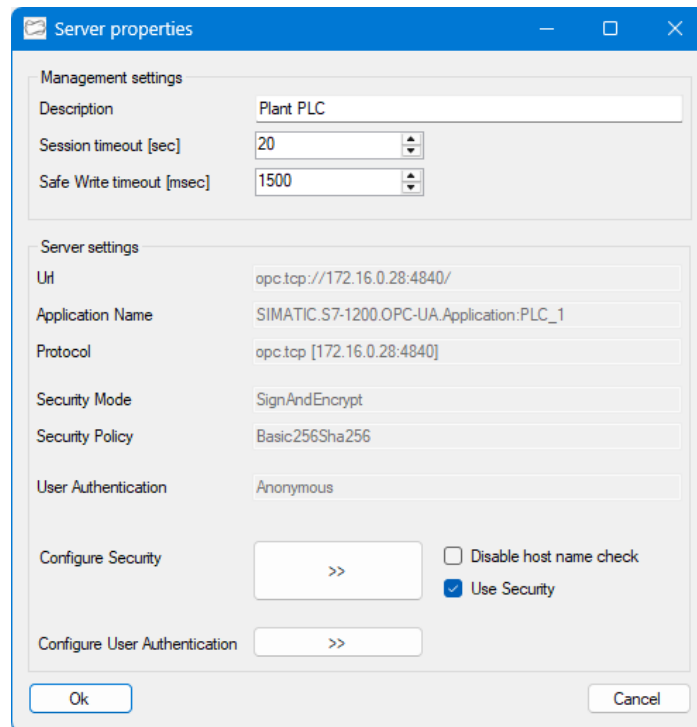 Server properties
Management settings
Description Plant PLC
Session timeout [sec] 20
Safe Write timeout [msec] 1500
Server settings
Url opc.tcp://172.16.0.28:4840/
Application Name SIMATIC.S7-1200.OPC-UA.Application:PLC_1
Protocol opc.tcp [172.16.0.28:4840]
Security Mode SignAndEncrypt
Security Policy Basic256Sha256
User Authentication Anonymous
Configure Security >> Disable host name check
Use Security
Configure User Authentication >>
Ok Cancel